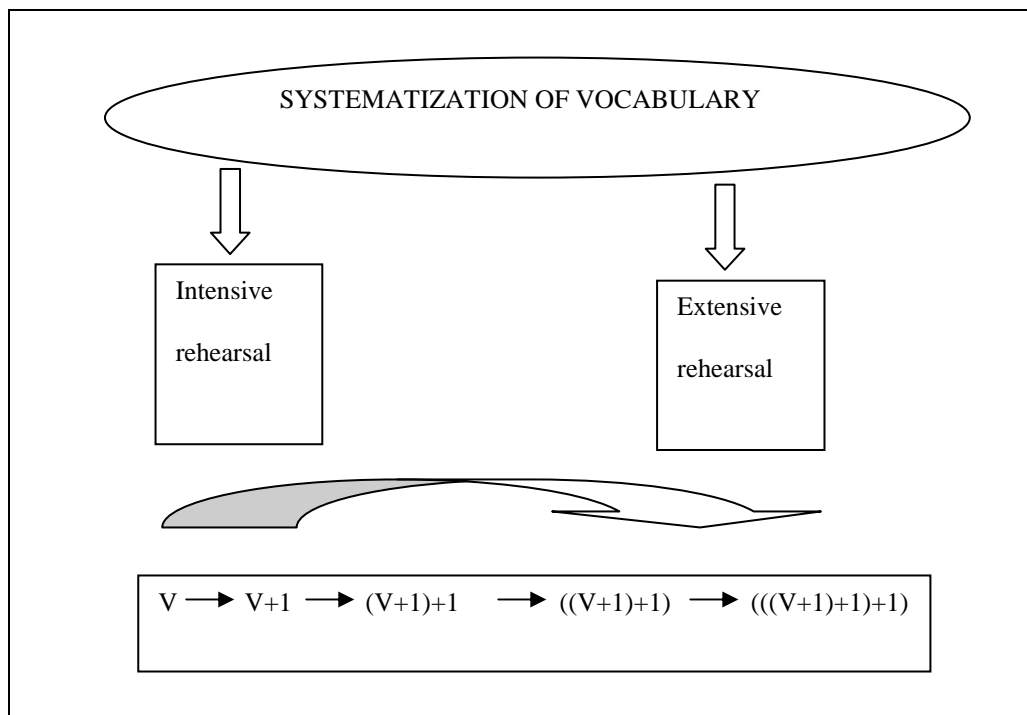 SYSTEMATIZATION OF VOCABULARY
Intensive
rehearsal
Extensive
rehearsal
V → V+1 → (V+1)+1 → ((V+1)+1) → (((V+1)+1)+1)